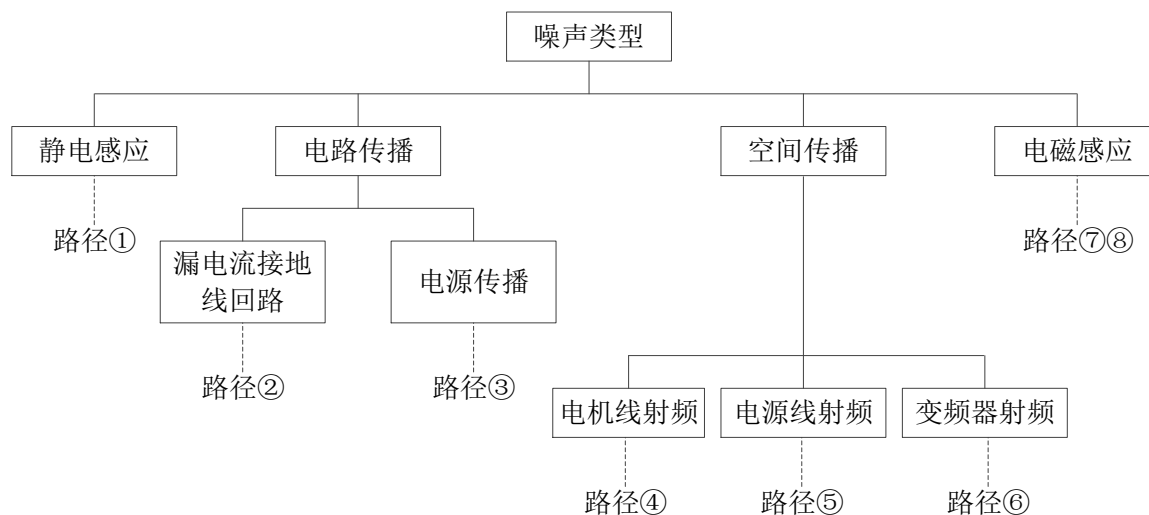 噪声类型
静电感应
电路传播
空间传播
电磁感应
路径①
路径⑦⑧
漏电流接地
线回路
电源传播
路径②
路径③
电机线射频
电源线射频
变频器射频
路径④
路径⑤
路径⑥